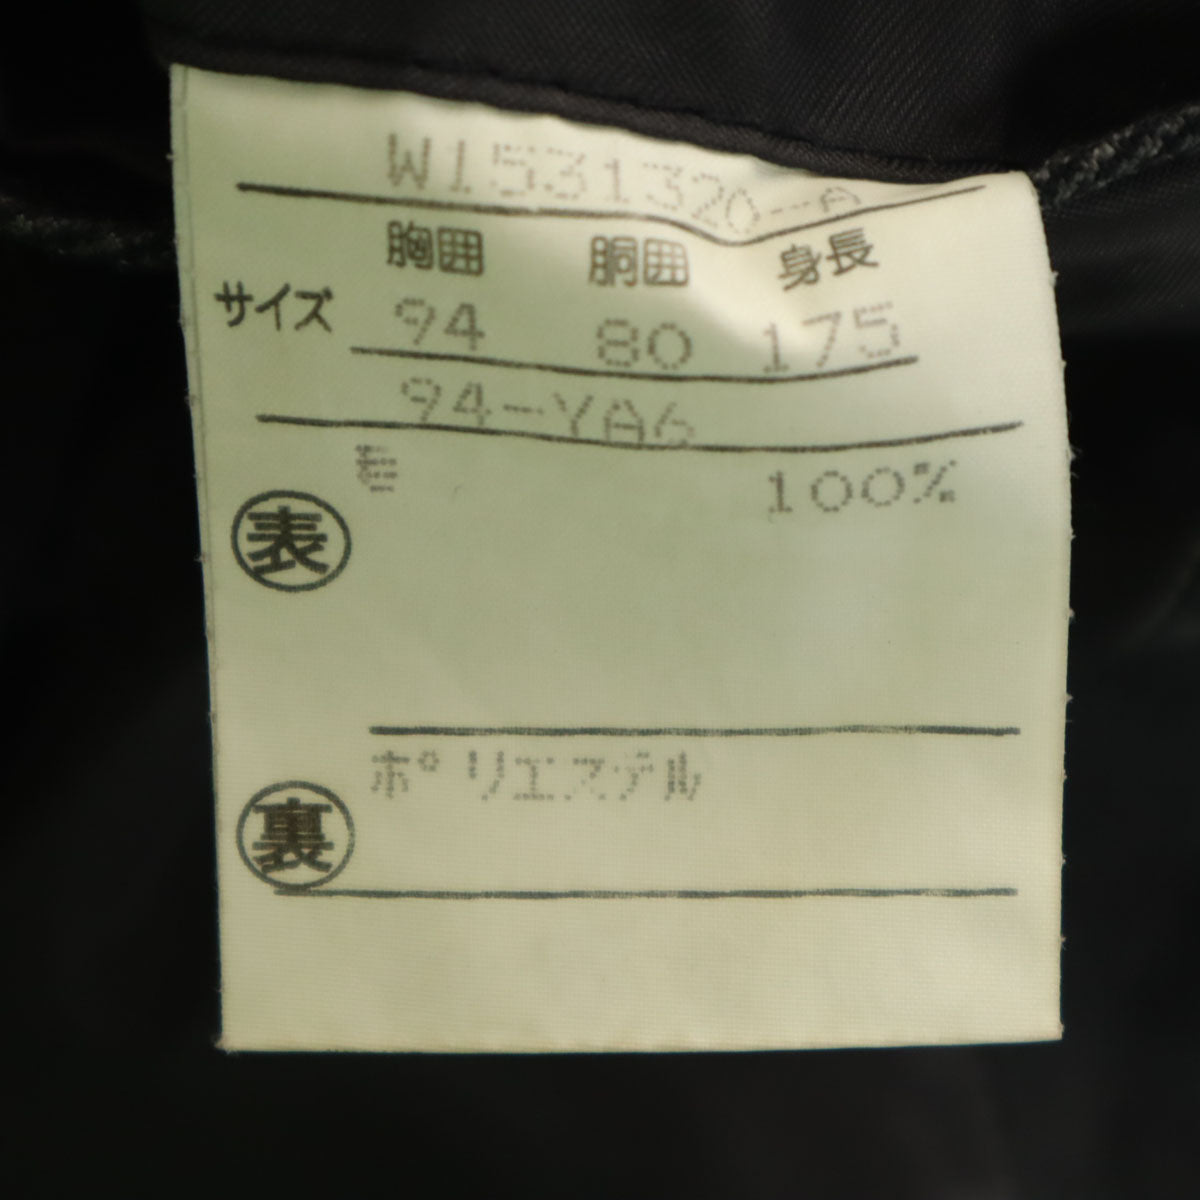 W1531320-A
胸囲 胴囲 身長
サイズ 94 80 175
94-YA6
毛 100%
表
ポリエステル
裏